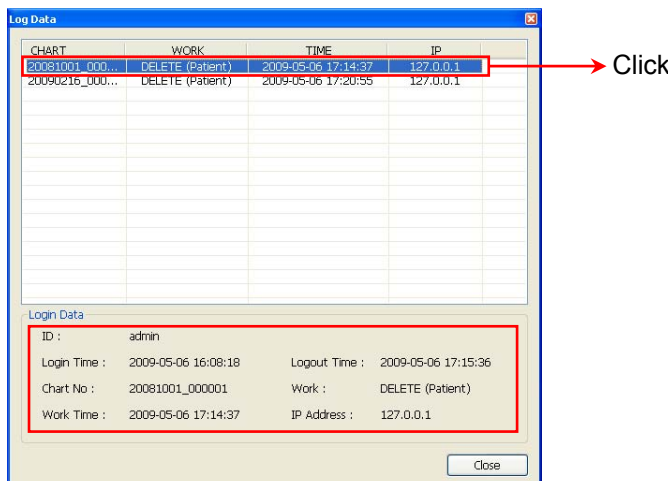 Log Data
CHART WORK TIME IP
20081001_000... DELETE (Patient) 2009-05-06 17:14:37 127.0.0.1
20090216_000... DELETE (Patient) 2009-05-06 17:20:55 127.0.0.1
Click
Login Data
ID : admin
Login Time : 2009-05-06 16:08:18 Logout Time : 2009-05-06 17:15:36
Chart No : 20081001_000001 Work : DELETE (Patient)
Work Time : 2009-05-06 17:14:37 IP Address : 127.0.0.1
Close